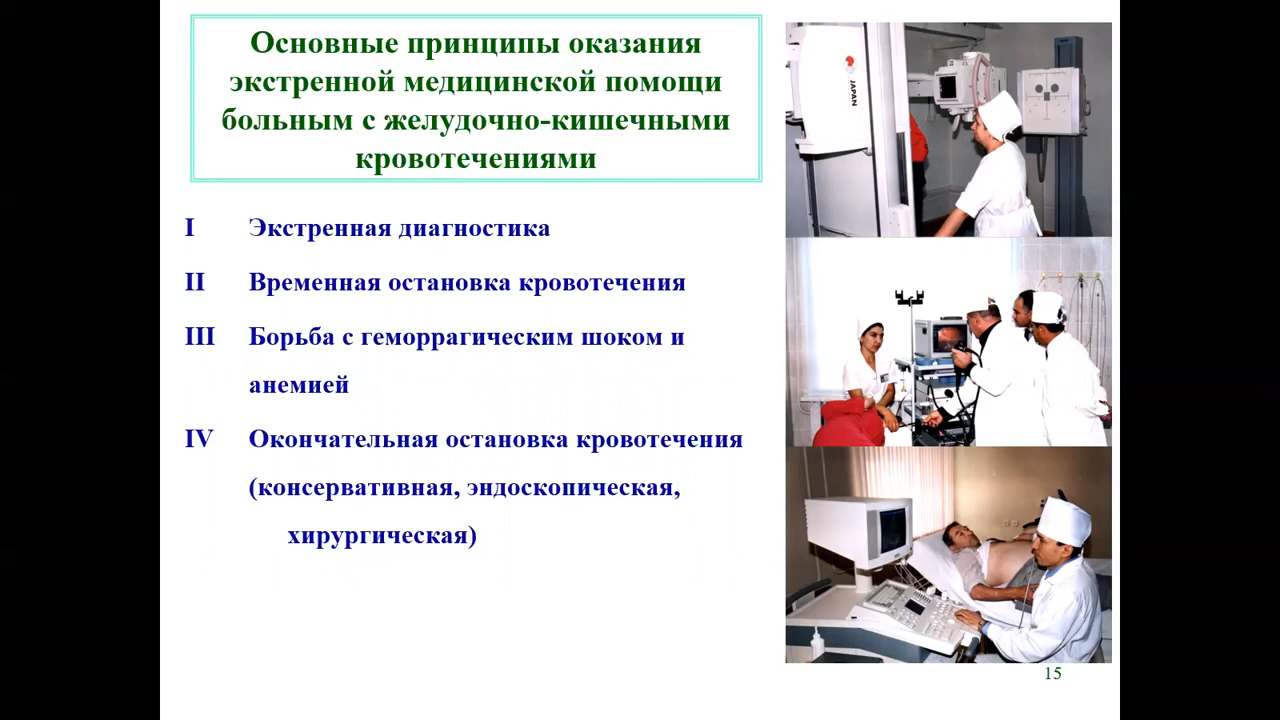 Основные принципы оказания
экстренной медицинской помощи
больным с желудочно-кишечными
кровотечениями
I Экстренная диагностика
II Временная остановка кровотечения
III Борьба с геморрагическим шоком и
анемией
IV Окончательная остановка кровотечения
(консервативная, эндоскопическая,
хирургическая)
JAPAN
15